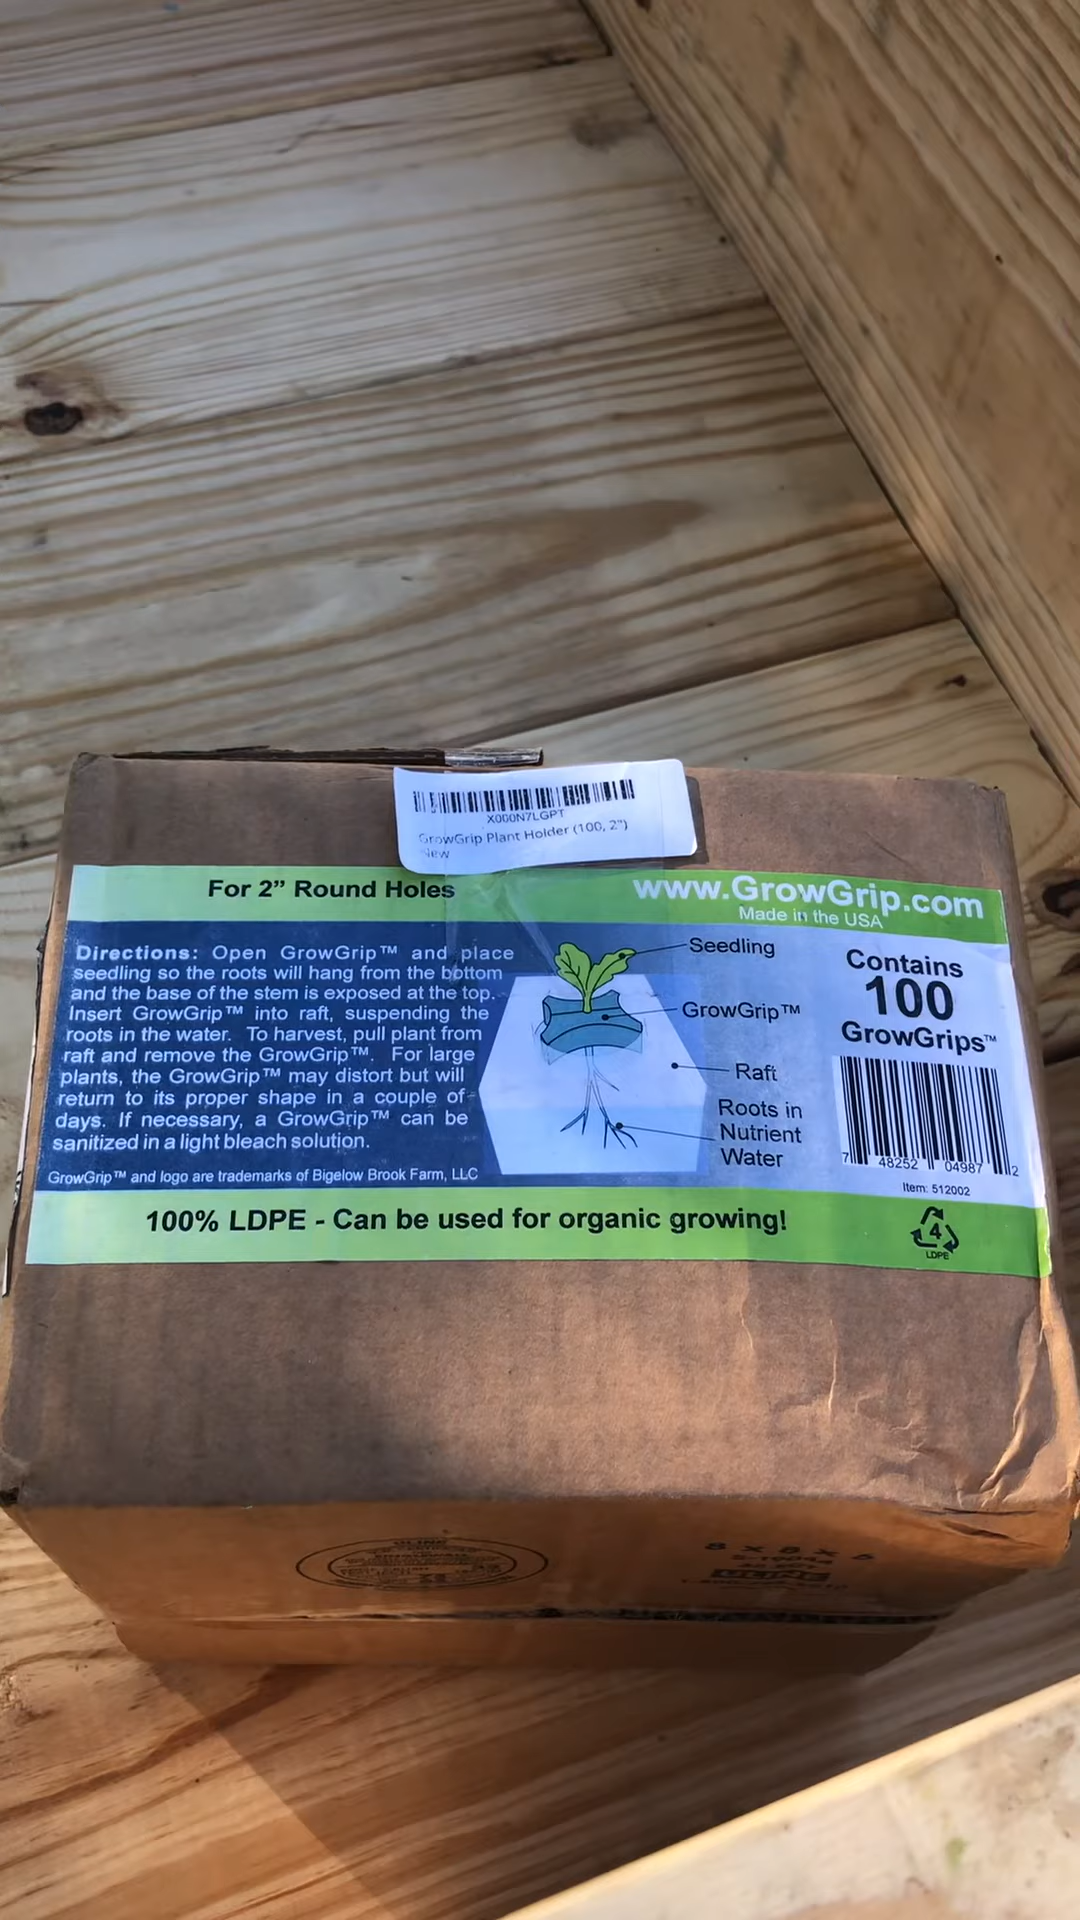 X000N7LGPT
GrowGrip Plant Holder (100, 2")
New
For 2” Round Holes
www.GrowGrip.com
Made in the USA
Directions: Open GrowGrip™ and place
seedling so the roots will hang from the bottom
and the base of the stem is exposed at the top.
Insert GrowGrip™ into raft, suspending the
roots in the water. To harvest, pull plant from
raft and remove the GrowGrip™. For large
plants, the GrowGrip™ may distort but will
return to its proper shape in a couple of
days. If necessary, a GrowGrip™ can be
sanitized in a light bleach solution.
GrowGrip™ and logo are trademarks of Bigelow Brook Farm, LLC
Seedling
GrowGrip™
Raft
Roots in
Nutrient
Water
Contains
100
GrowGrips™
7 48252 04987 2
Item: 512002
100% LDPE - Can be used for organic growing!
4
LDPE
ULINE